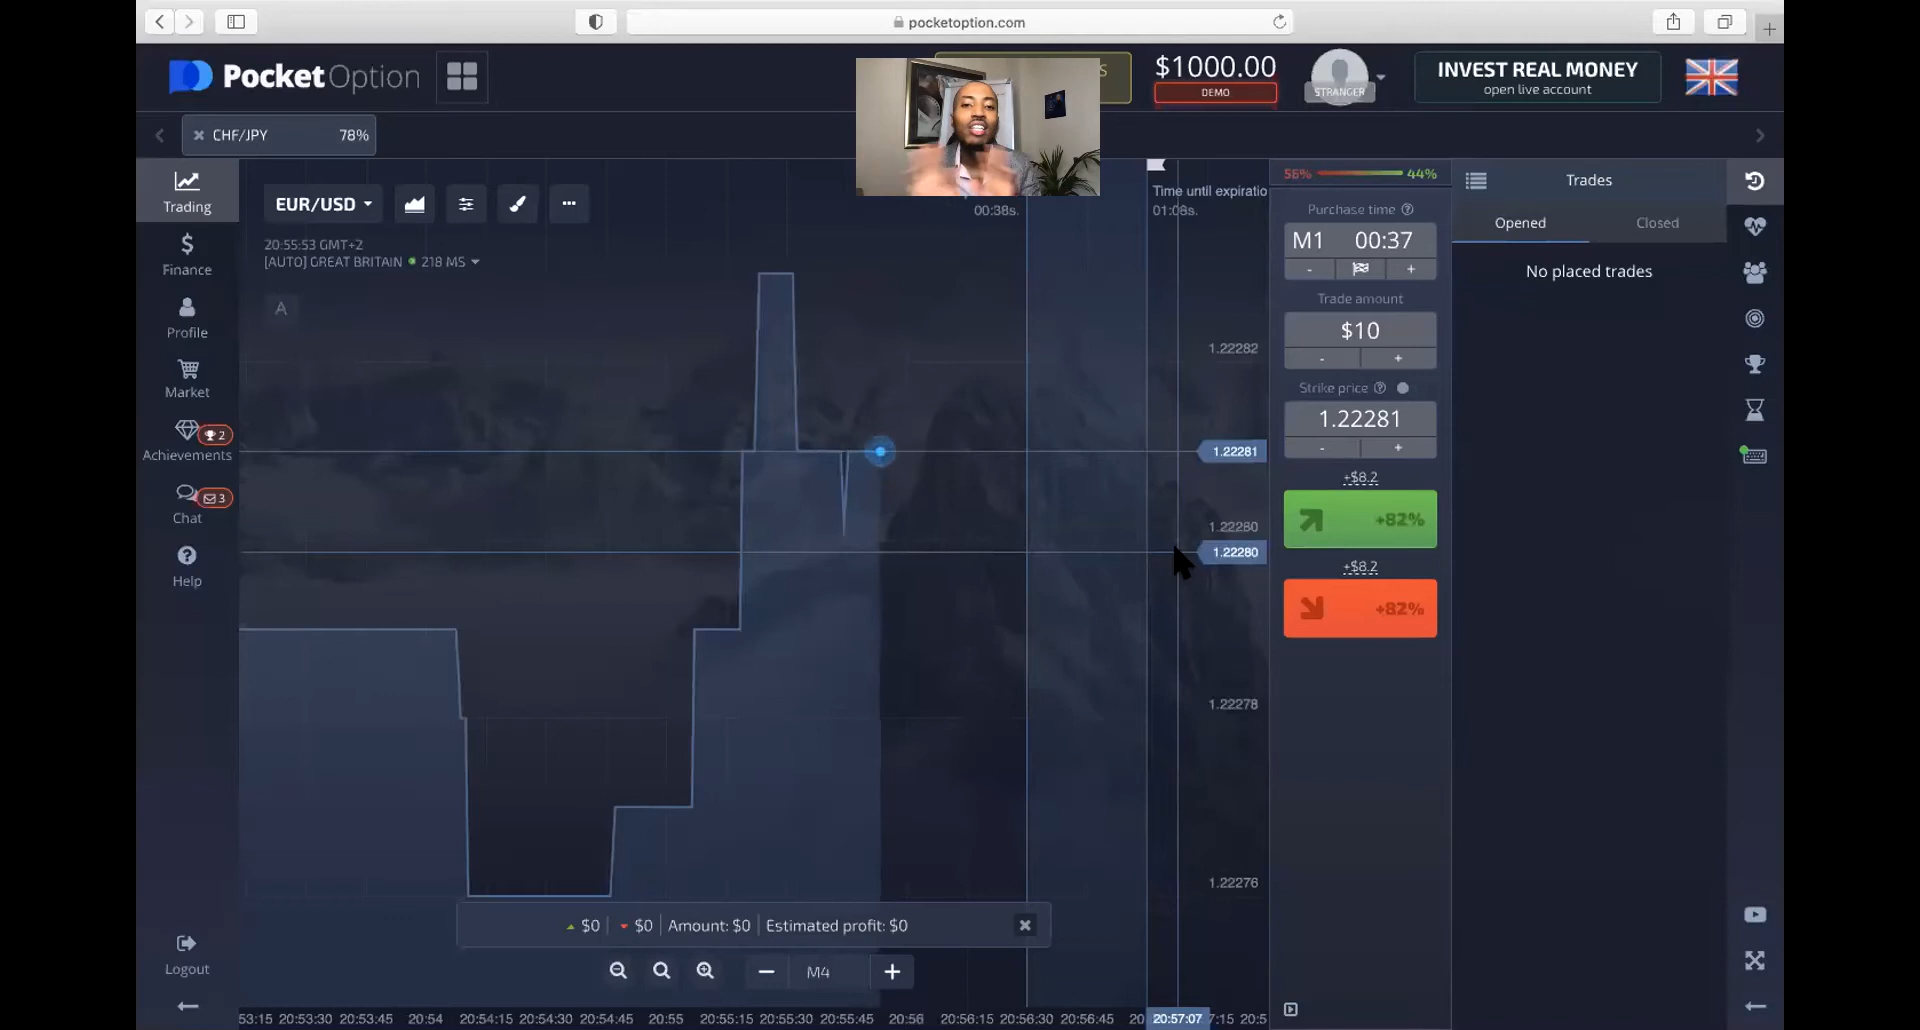 pocketoption.com
PocketOption
S
$1000.00
DEMO
STRANGER
INVEST REAL MONEY
open live account
CHF/JPY 78%
Trading
Finance
Profile
Market
2
Achievements
3
Chat
Help
Logout
EUR/USD
20:55:53 GMT+2
[AUTO] GREAT BRITAIN 218 MS
A
00:38s.
Time until expiratio
01:08s.
1.22282
1.22281
1.22280
1.22280
1.22278
1.22276
56% 44%
Purchase time
M1 00:37
- +
Trade amount
$10
- +
Strike price
1.22281
- +
+$8.2
+82%
+$8.2
+82%
Trades
Opened Closed
No placed trades
$0 $0 Amount: $0 Estimated profit: $0
M4
53:15 20:53:30 20:53:45 20:54 20:54:15 20:54:30 20:54:45 20:55 20:55:15 20:55:30 20:55:45 20:56 20:56:15 20:56:30 20:56:45 20 20:57:07 7:15 20:5